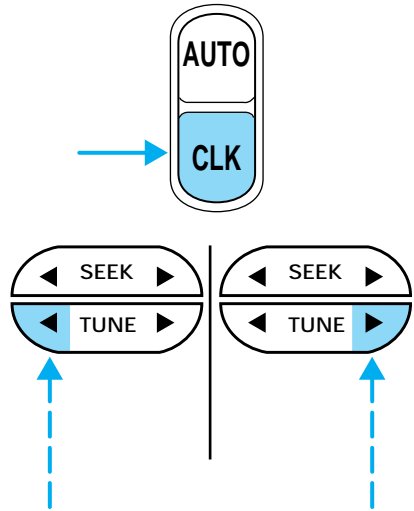 AUTO
CLK
◀ SEEK ▶
◀ TUNE ▶
◀ SEEK ▶
◀ TUNE ▶